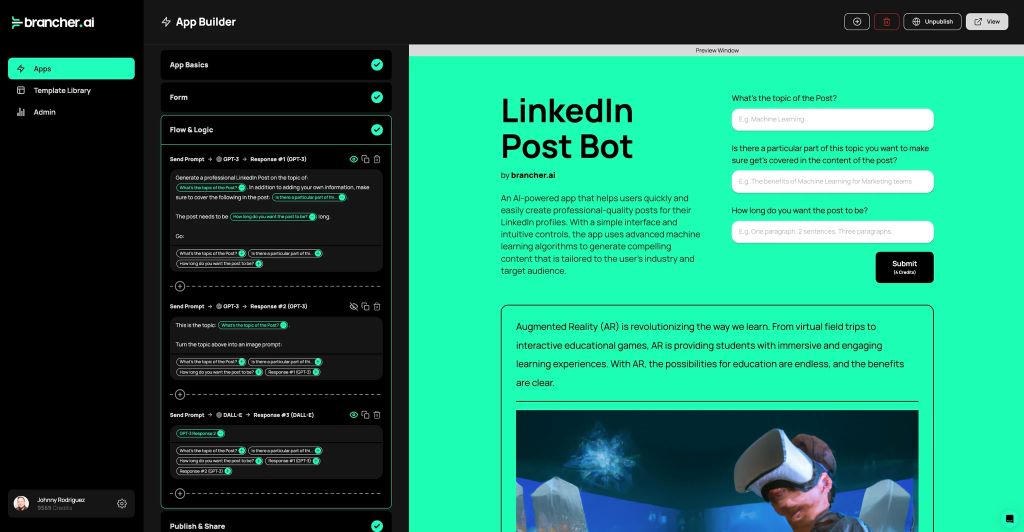 brancher.ai
Apps
Template Library
Admin
Johnny Rodriguez
9569 Credits
App Builder
Unpublish
View
App Basics
Form
Flow & Logic
Send Prompt → GPT-3 → Response #1 (GPT-3)
Generate a professional LinkedIn Post on the topic of:
What's the topic of the Post? . In addition to adding your own information, make
sure to cover the following in the post: Is there a particular part of thi...
The post needs to be How long do you want the post to be? long.
Go:
What's the topic of the Post? Is there a particular part of thi...
How long do you want the post to be?
Send Prompt → GPT-3 → Response #2 (GPT-3)
This is the topic: What's the topic of the Post? .
Turn the topic above into an image prompt:
What's the topic of the Post? Is there a particular part of thi...
How long do you want the post to be? Response #1 (GPT-3)
Send Prompt → DALL-E → Response #3 (DALL-E)
GPT-3 Response 2
What's the topic of the Post? Is there a particular part of thi...
How long do you want the post to be? Response #1 (GPT-3)
Response #2 (GPT-3)
Publish & Share
Preview Window
LinkedIn
Post Bot
by brancher.ai
An AI-powered app that helps users quickly and
easily create professional-quality posts for their
LinkedIn profiles. With a simple interface and
intuitive controls, the app uses advanced machine
learning algorithms to generate compelling
content that is tailored to the user's industry and
target audience.
What's the topic of the Post?
E.g. Machine Learning
Is there a particular part of this topic you want to make
sure get's covered in the content of the post?
E.g. The benefits of Machine Learning for Marketing teams
How long do you want the post to be?
E.g. One paragraph. 2 sentences. Three paragraphs.
Submit
(4 Credits)
Augmented Reality (AR) is revolutionizing the way we learn. From virtual field trips to
interactive educational games, AR is providing students with immersive and engaging
learning experiences. With AR, the possibilities for education are endless, and the benefits
are clear.